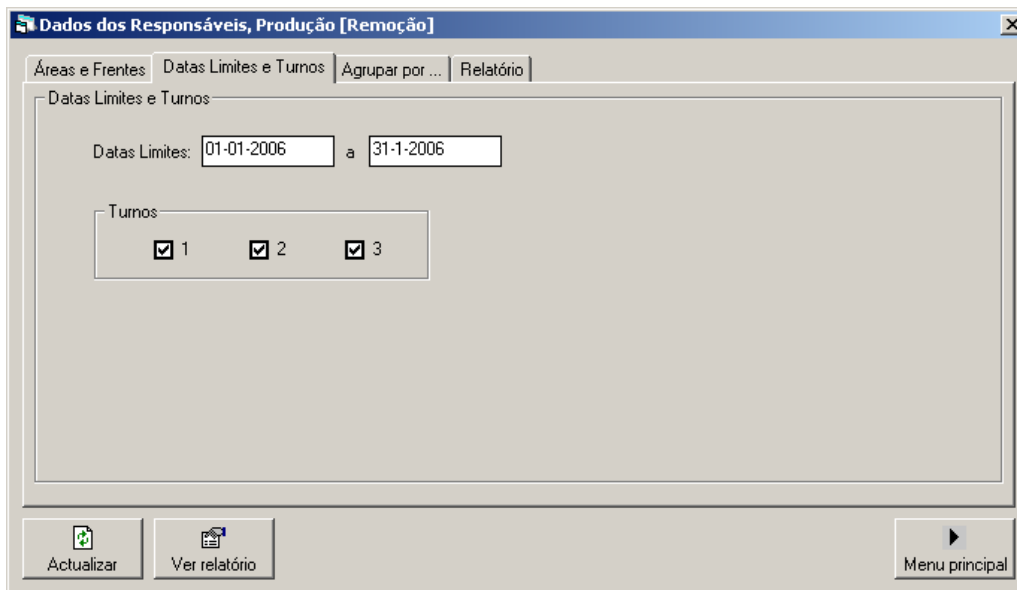 Dados dos Responsáveis, Produção [Remoção]
Áreas e Frentes Datas Limites e Turnos Agrupar por ... Relatório
Datas Limites e Turnos
Datas Limites: 01-01-2006 a 31-1-2006
Turnos
1 2 3
Actualizar Ver relatório Menu principal